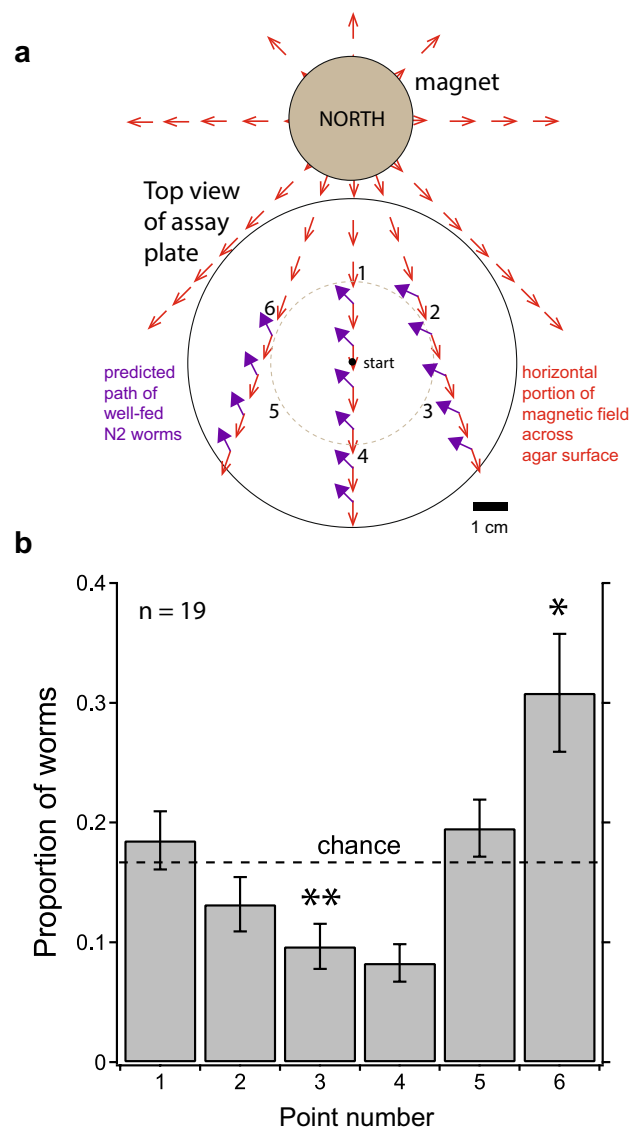 a
NORTH
magnet
Top view
of assay
plate
1
6
2
start
predicted
path of
well-fed
N2 worms
5
3
horizontal
portion of
magnetic field
across
agar surface
4
1 cm
b
0.4
n = 19
*
0.3
Proportion of worms
0.2
chance
**
0.1
0
1 2 3 4 5 6
Point number